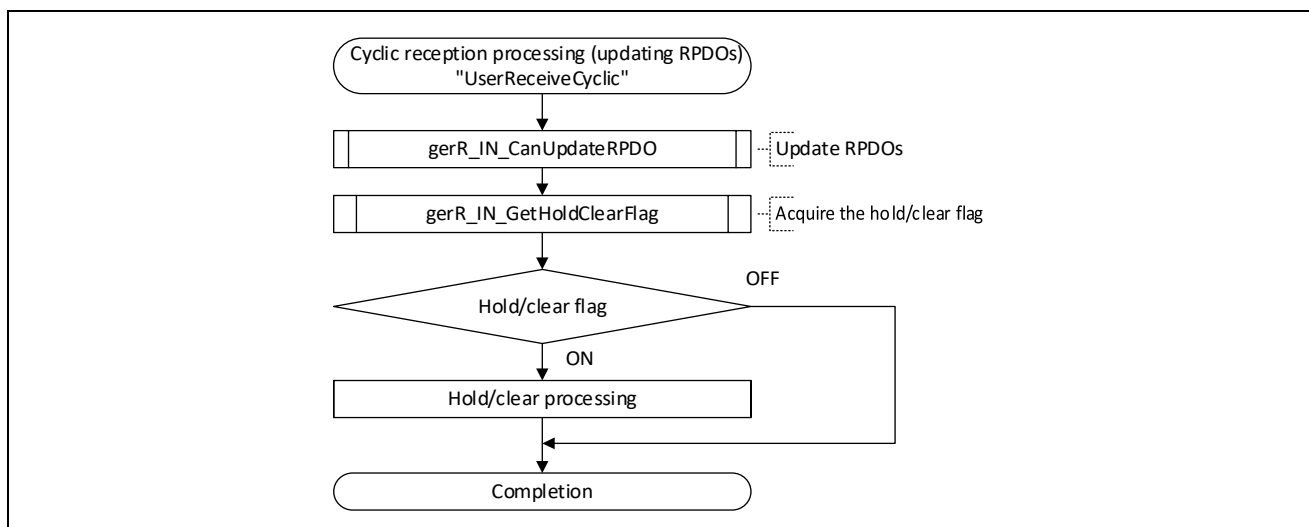 Cyclic reception processing (updating RPDOs)
"UserReceiveCyclic"
gerR_IN_CanUpdateRPDO
Update RPDOs
gerR_IN_GetHoldClearFlag
Acquire the hold/clear flag
OFF
Hold/clear flag
ON
Hold/clear processing
Completion